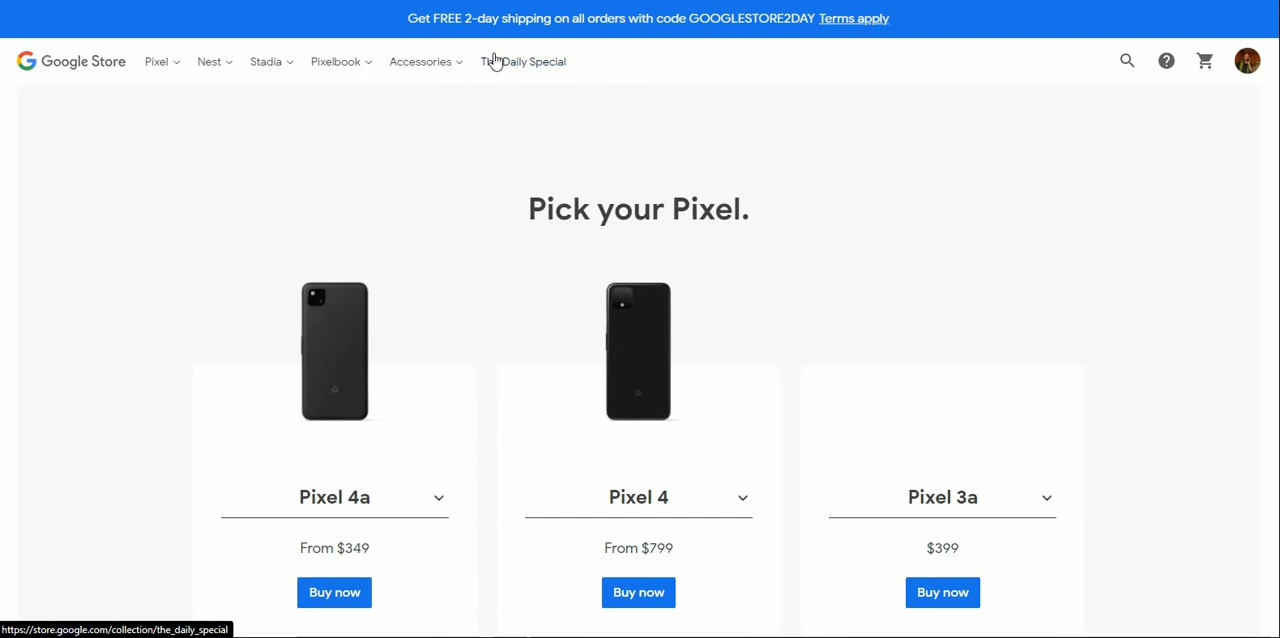 Get FREE 2-day shipping on all orders with code GOOGLESTORE2DAY Terms apply
Google Store Pixel Nest Stadia Pixelbook Accessories Daily Special
Pick your Pixel.
Pixel 4a Pixel 4 Pixel 3a
From $349 From $799 $399
Buy now Buy now Buy now
https://store.google.com/collection/the_daily_special